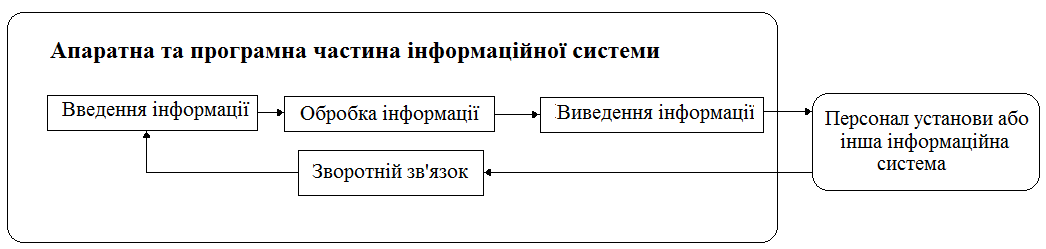 Апаратна та програмна частина інформаційної системи
Введення інформації
Обробка інформації
Виведення інформації
Персонал установи або
інша інформаційна
система
Зворотній зв'язок